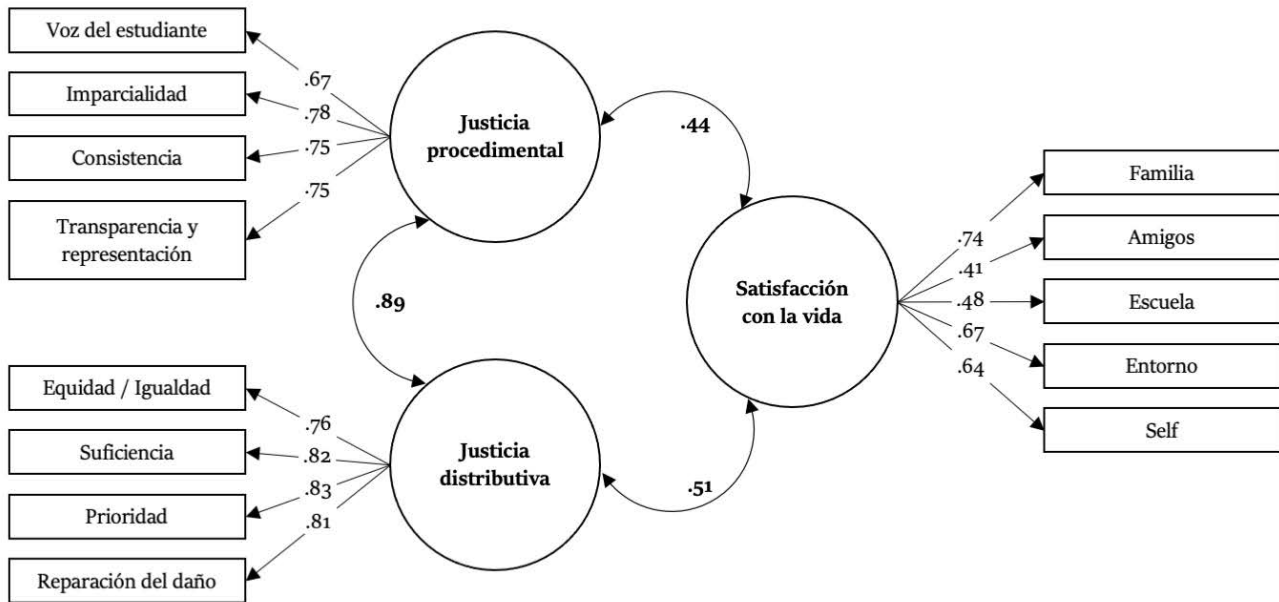 Voz del estudiante
Imparcialidad
Consistencia
Transparencia y
representación
.67
.78
.75
.75
Justicia
procedimental
.44
.89
Equidad / Igualdad
Suficiencia
Prioridad
Reparación del daño
.76
.82
.83
.81
Justicia
distributiva
.51
Satisfacción
con la vida
.74
.41
.48
.67
.64
Familia
Amigos
Escuela
Entorno
Self